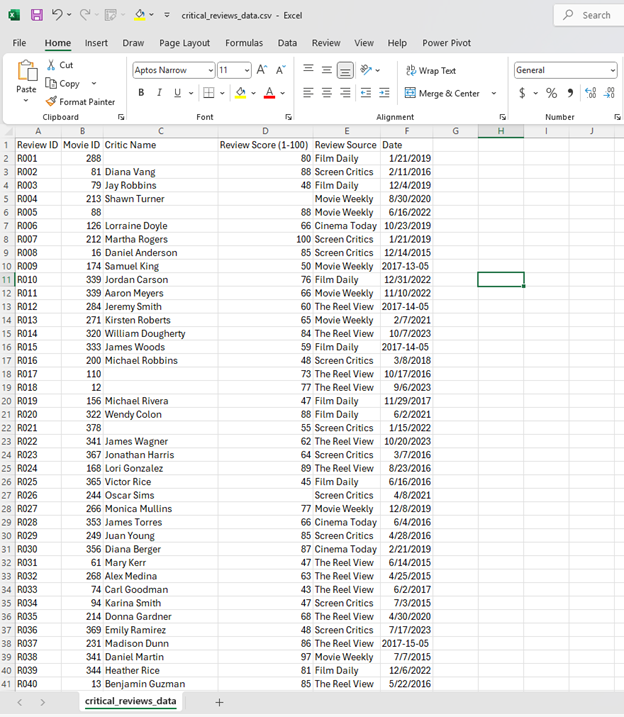 critical_reviews_data.csv - Excel
Search
File Home Insert Draw Page Layout Formulas Data Review View Help Power Pivot
Paste
Cut
Copy
Format Painter
Clipboard
Aptos Narrow 11 A A
B I U A
Font
ab Wrap Text
Merge & Center
Alignment
General
$ % 9 .00
Number
A B C D E F G H I J
1 Review ID Movie ID Critic Name Review Score (1-100) Review Source Date
2 R001 288 80 Film Daily 1/21/2019
3 R002 81 Diana Vang 88 Screen Critics 2/11/2016
4 R003 79 Jay Robbins 48 Film Daily 12/4/2019
5 R004 213 Shawn Turner Movie Weekly 8/30/2020
6 R005 88 88 Movie Weekly 6/16/2022
7 R006 126 Lorraine Doyle 66 Cinema Today 10/23/2019
8 R007 212 Martha Rogers 100 Screen Critics 1/21/2019
9 R008 16 Daniel Anderson 85 Screen Critics 12/14/2015
10 R009 174 Samuel King 50 Movie Weekly 2017-13-05
11 R010 339 Jordan Carson 76 Film Daily 12/31/2022
12 R011 339 Aaron Meyers 66 Movie Weekly 11/10/2022
13 R012 284 Jeremy Smith 60 The Reel View 2017-14-05
14 R013 271 Kirsten Roberts 65 Movie Weekly 2/7/2021
15 R014 320 William Dougherty 84 The Reel View 10/7/2023
16 R015 333 James Woods 59 Film Daily 2017-14-05
17 R016 200 Michael Robbins 48 Screen Critics 3/8/2018
18 R017 110 73 The Reel View 10/17/2016
19 R018 12 77 The Reel View 9/6/2023
20 R019 156 Michael Rivera 47 Film Daily 11/29/2017
21 R020 322 Wendy Colon 88 Film Daily 6/2/2021
22 R021 378 55 Screen Critics 1/15/2022
23 R022 341 James Wagner 62 The Reel View 10/20/2023
24 R023 367 Jonathan Harris 64 Screen Critics 3/7/2016
25 R024 168 Lori Gonzalez 89 The Reel View 8/23/2016
26 R025 365 Victor Rice 45 Film Daily 6/16/2016
27 R026 244 Oscar Sims Screen Critics 4/8/2021
28 R027 266 Monica Mullins 77 Movie Weekly 12/8/2019
29 R028 353 James Torres 66 Cinema Today 6/4/2016
30 R029 249 Juan Young 85 Screen Critics 4/28/2016
31 R030 356 Diana Berger 87 Cinema Today 2/21/2019
32 R031 61 Mary Kerr 47 The Reel View 6/14/2015
33 R032 268 Alex Medina 63 The Reel View 4/25/2015
34 R033 74 Carl Goodman 43 The Reel View 6/2/2017
35 R034 94 Karina Smith 47 Screen Critics 7/3/2015
36 R035 214 Donna Gardner 68 The Reel View 4/30/2020
37 R036 369 Emily Ramirez 48 Screen Critics 7/17/2023
38 R037 231 Madison Dunn 86 The Reel View 2017-15-05
39 R038 341 Daniel Martin 97 Movie Weekly 7/7/2015
40 R039 344 Heather Rice 81 Film Daily 12/6/2022
41 R040 13 Benjamin Guzman 85 The Reel View 5/22/2016
critical_reviews_data